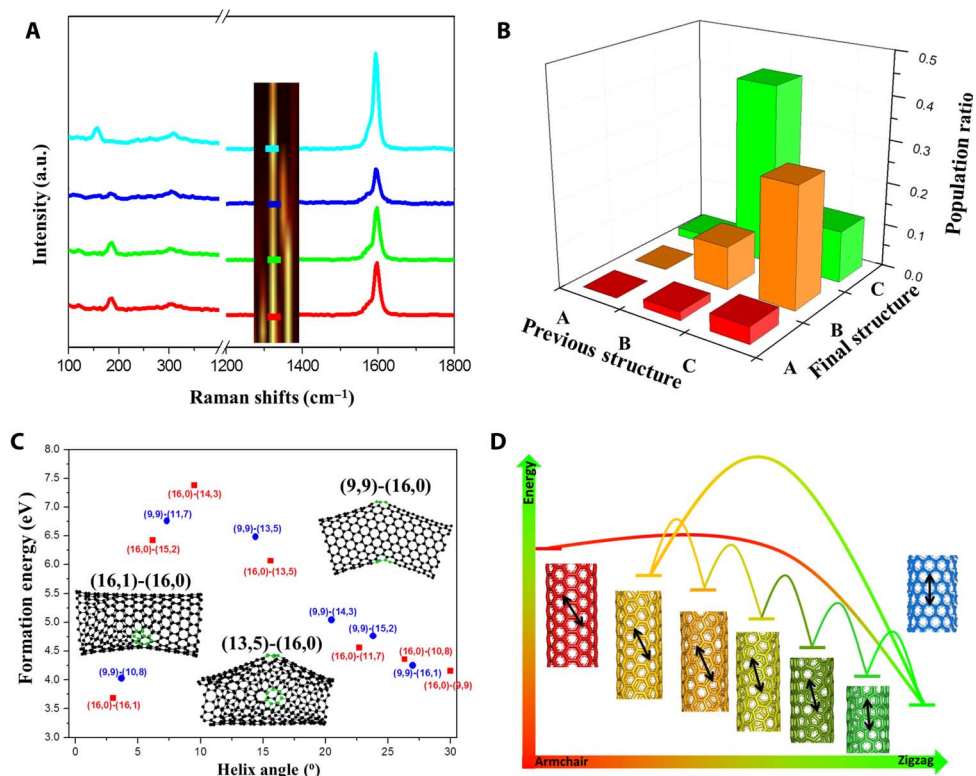 A
Intensity (a.u.)
100 200 300 1200 1400 1600 1800
Raman shifts (cm⁻¹)
B
0.5
0.4
0.3
0.2
0.1
0.0
Population ratio
A
B
C
Previous structure
A
B
C
Final structure
C
8.0
7.5
7.0
6.5
6.0
5.5
5.0
4.5
4.0
3.5
3.0
Formation energy (eV)
(16,0)-(14,3)
(9,9)-(11,7)
(16,0)-(15,2)
(9,9)-(13,5)
(16,0)-(13,5)
(9,9)-(16,0)
(16,1)-(16,0)
(9,9)-(14,3)
(9,9)-(15,2)
(16,0)-(11,7)
(16,0)-(10,8)
(9,9)-(16,1)
(16,0)-(9,9)
(13,5)-(16,0)
(9,9)-(10,8)
(16,0)-(16,1)
0 5 10 15 20 25 30
Helix angle (º)
D
Energy
Armchair
Zigzag